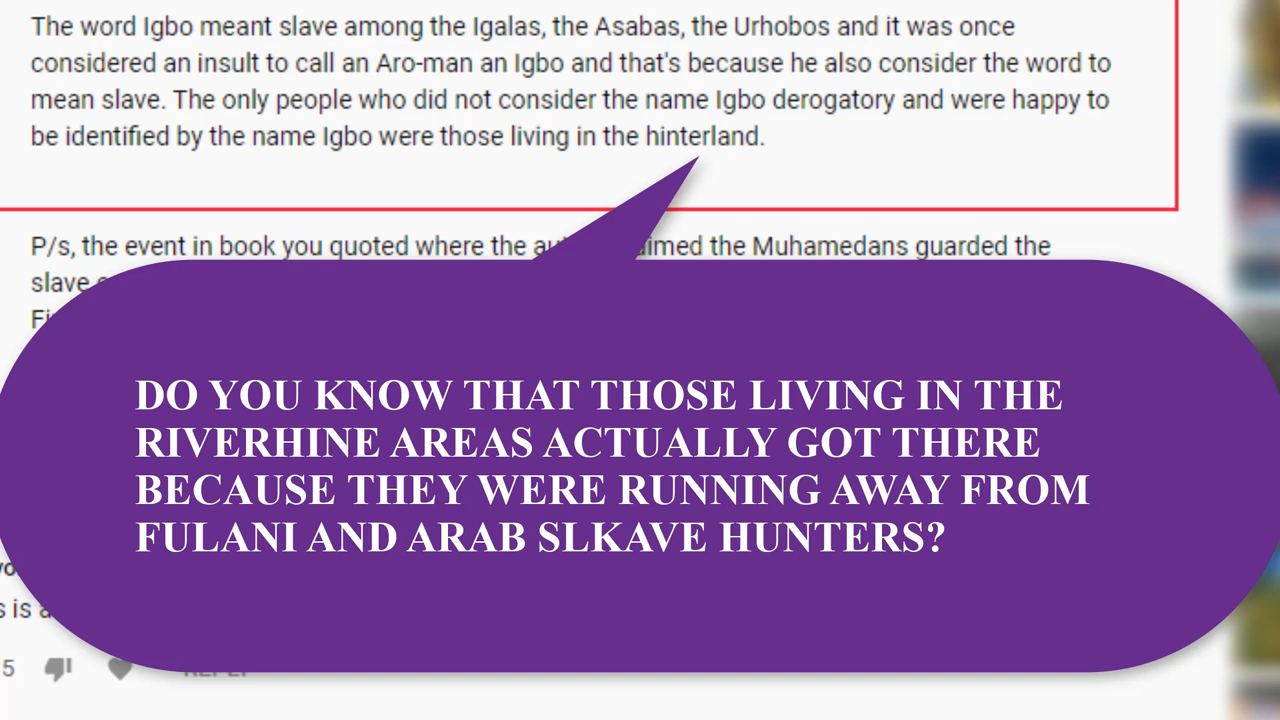 The word Igbo meant slave among the Igalas, the Asabas, the Urhobos and it was once
considered an insult to call an Aro-man an Igbo and that's because he also consider the word to
mean slave. The only people who did not consider the name Igbo derogatory and were happy to
be identified by the name Igbo were those living in the hinterland.
P/s, the event in book you quoted where the the Muhamedans guarded the
slave
DO YOU KNOW THAT THOSE LIVING IN THE
RIVERHINE AREAS ACTUALLY GOT THERE
BECAUSE THEY WERE RUNNING AWAY FROM
FULANI AND ARAB SLKAVE HUNTERS?
5